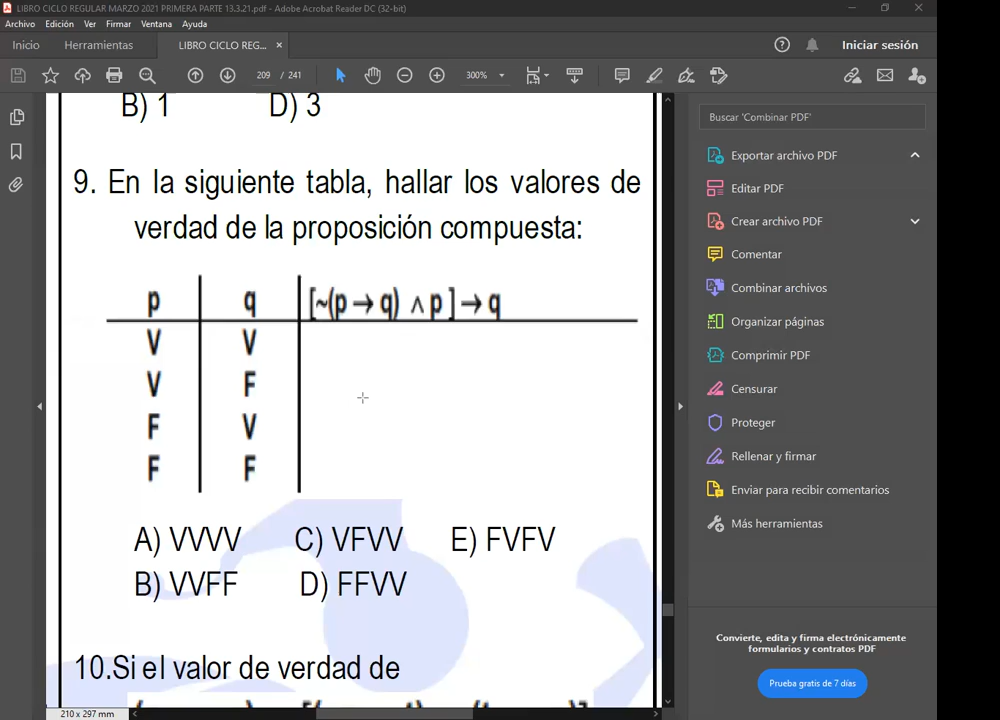 LIBRO CICLO REGULAR MARZO 2021 PRIMERA PARTE 13.3.21.pdf - Adobe Acrobat Reader DC (32-bit)
Archivo Edición Ver Firmar Ventana Ayuda
Inicio Herramientas LIBRO CICLO REG... × Iniciar sesión
209 / 241 300%
B) 1 D) 3
9. En la siguiente tabla, hallar los valores de
verdad de la proposición compuesta:
p q [~(p → q) ∧ p ] → q
V V
V F
F V
F F
A) VVVV C) VFVV E) FVFV
B) VVFF D) FFVV
10.Si el valor de verdad de
210 x 297 mm
Buscar 'Combinar PDF'
Exportar archivo PDF
Editar PDF
Crear archivo PDF
Comentar
Combinar archivos
Organizar páginas
Comprimir PDF
Censurar
Proteger
Rellenar y firmar
Enviar para recibir comentarios
Más herramientas
Convierte, edita y firma electrónicamente
formularios y contratos PDF
Prueba gratis de 7 días